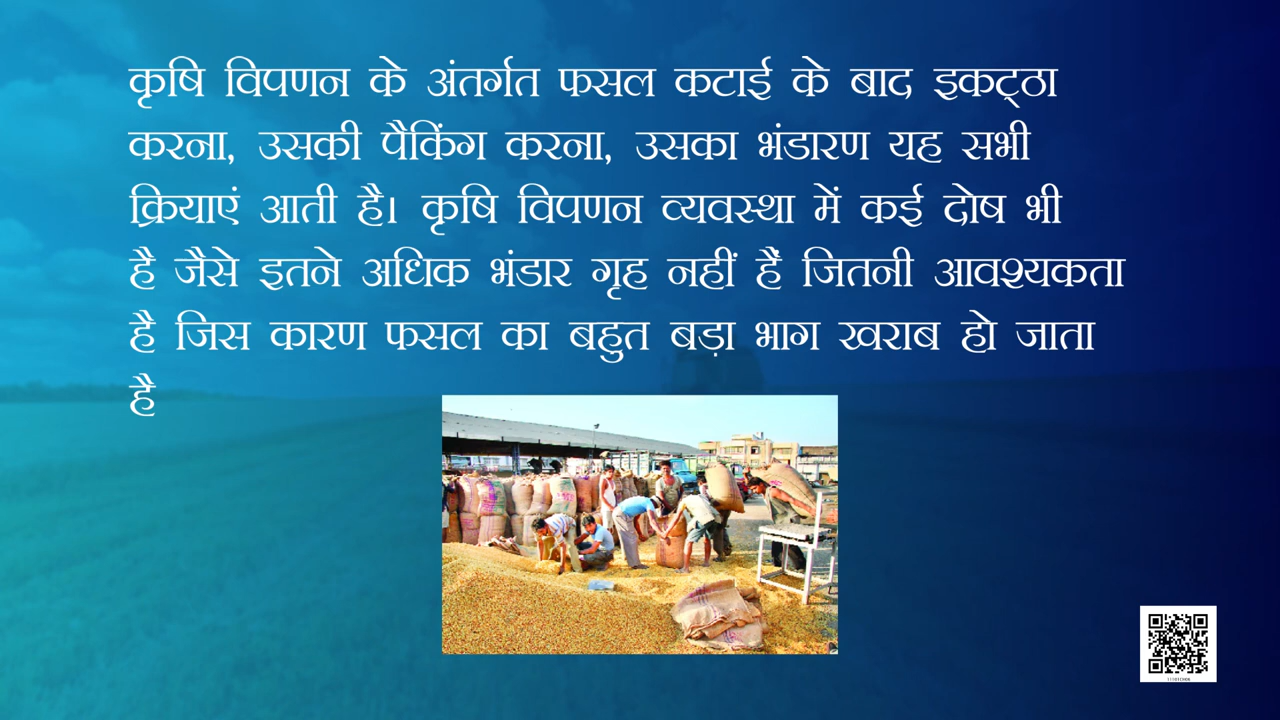 कृषि विपणन के अंतर्गत फसल कटाई के बाद इकट्ठा
करना, उसकी पैकिंग करना, उसका भंडारण यह सभी
क्रियाएं आती है। कृषि विपणन व्यवस्था में कई दोष भी
है जैसे इतने अधिक भंडार गृह नहीं हैं जितनी आवश्यकता
है जिस कारण फसल का बहुत बड़ा भाग खराब हो जाता
है